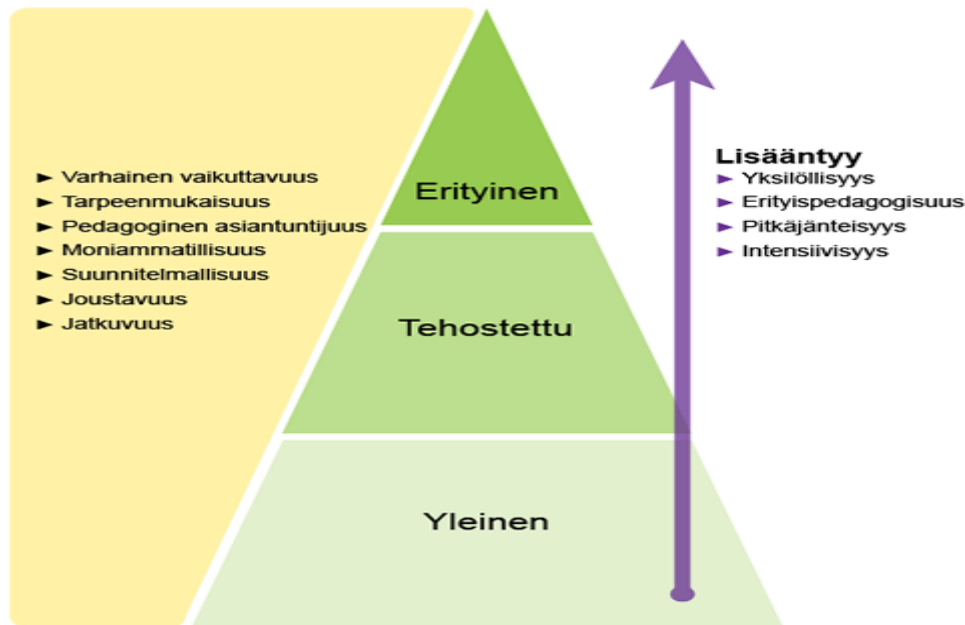 ► Varhainen vaikuttavuus
► Tarpeenmukaisuus
► Pedagoginen asiantuntijuus
► Moniammatillisuus
► Suunnitelmallisuus
► Joustavuus
► Jatkuvuus
Erityinen
Tehostettu
Yleinen
Lisääntyy
► Yksilöllisyys
► Erityispedagogisuus
► Pitkäjänteisyys
► Intensiivisyys